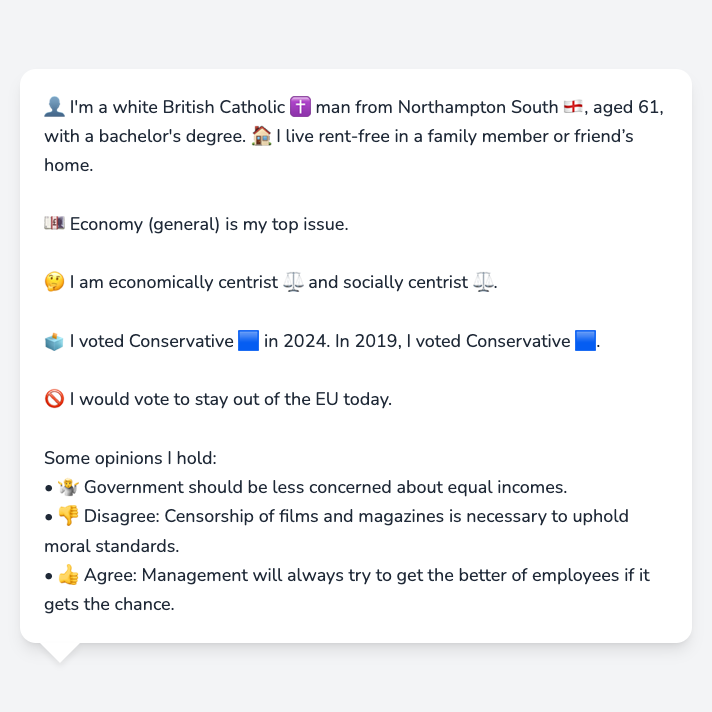 👤 I'm a white British Catholic ✝️ man from Northampton South 🏴󠁧󠁢󠁥󠁮󠁧󠁿, aged 61,
with a bachelor's degree. 🏠 I live rent-free in a family member or friend’s
home.
💷 Economy (general) is my top issue.
🤔 I am economically centrist ⚖️ and socially centrist ⚖️.
🗳️ I voted Conservative 🟦 in 2024. In 2019, I voted Conservative 🟦.
🚫 I would vote to stay out of the EU today.
Some opinions I hold:
• 🤷 Government should be less concerned about equal incomes.
• 👎 Disagree: Censorship of films and magazines is necessary to uphold
moral standards.
• 👍 Agree: Management will always try to get the better of employees if it
gets the chance.